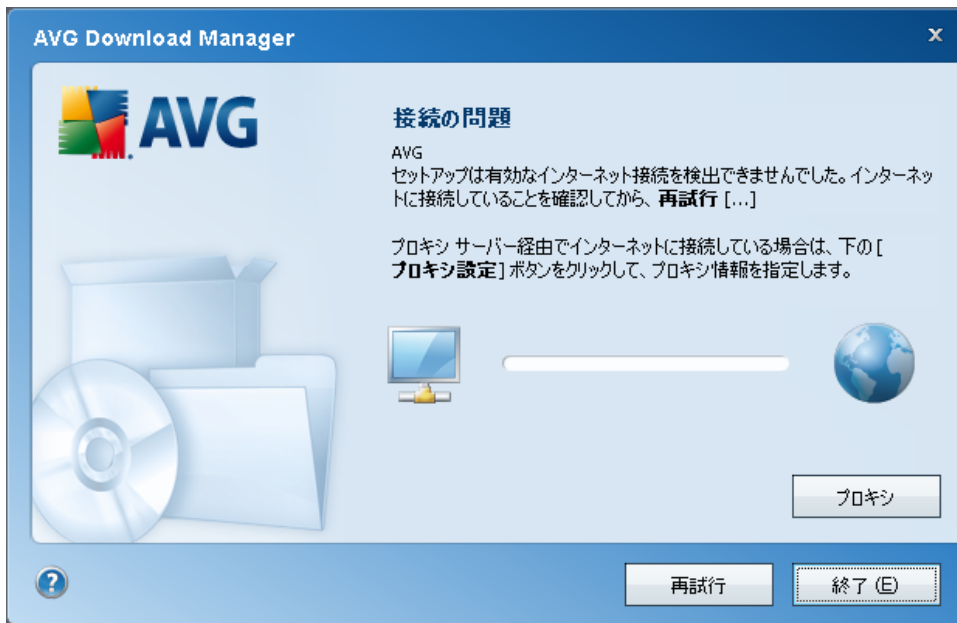 AVG Download Manager
x
AVG
接続の問題
AVG
セットアップは有効なインターネット接続を検出できませんでした。インターネッ
トに接続していることを確認してから、再試行 [...]
プロキシ サーバー経由でインターネットに接続している場合は、下の [
プロキシ設定] ボタンをクリックして、プロキシ情報を指定します。
プロキシ
?
再試行
終了 (E)